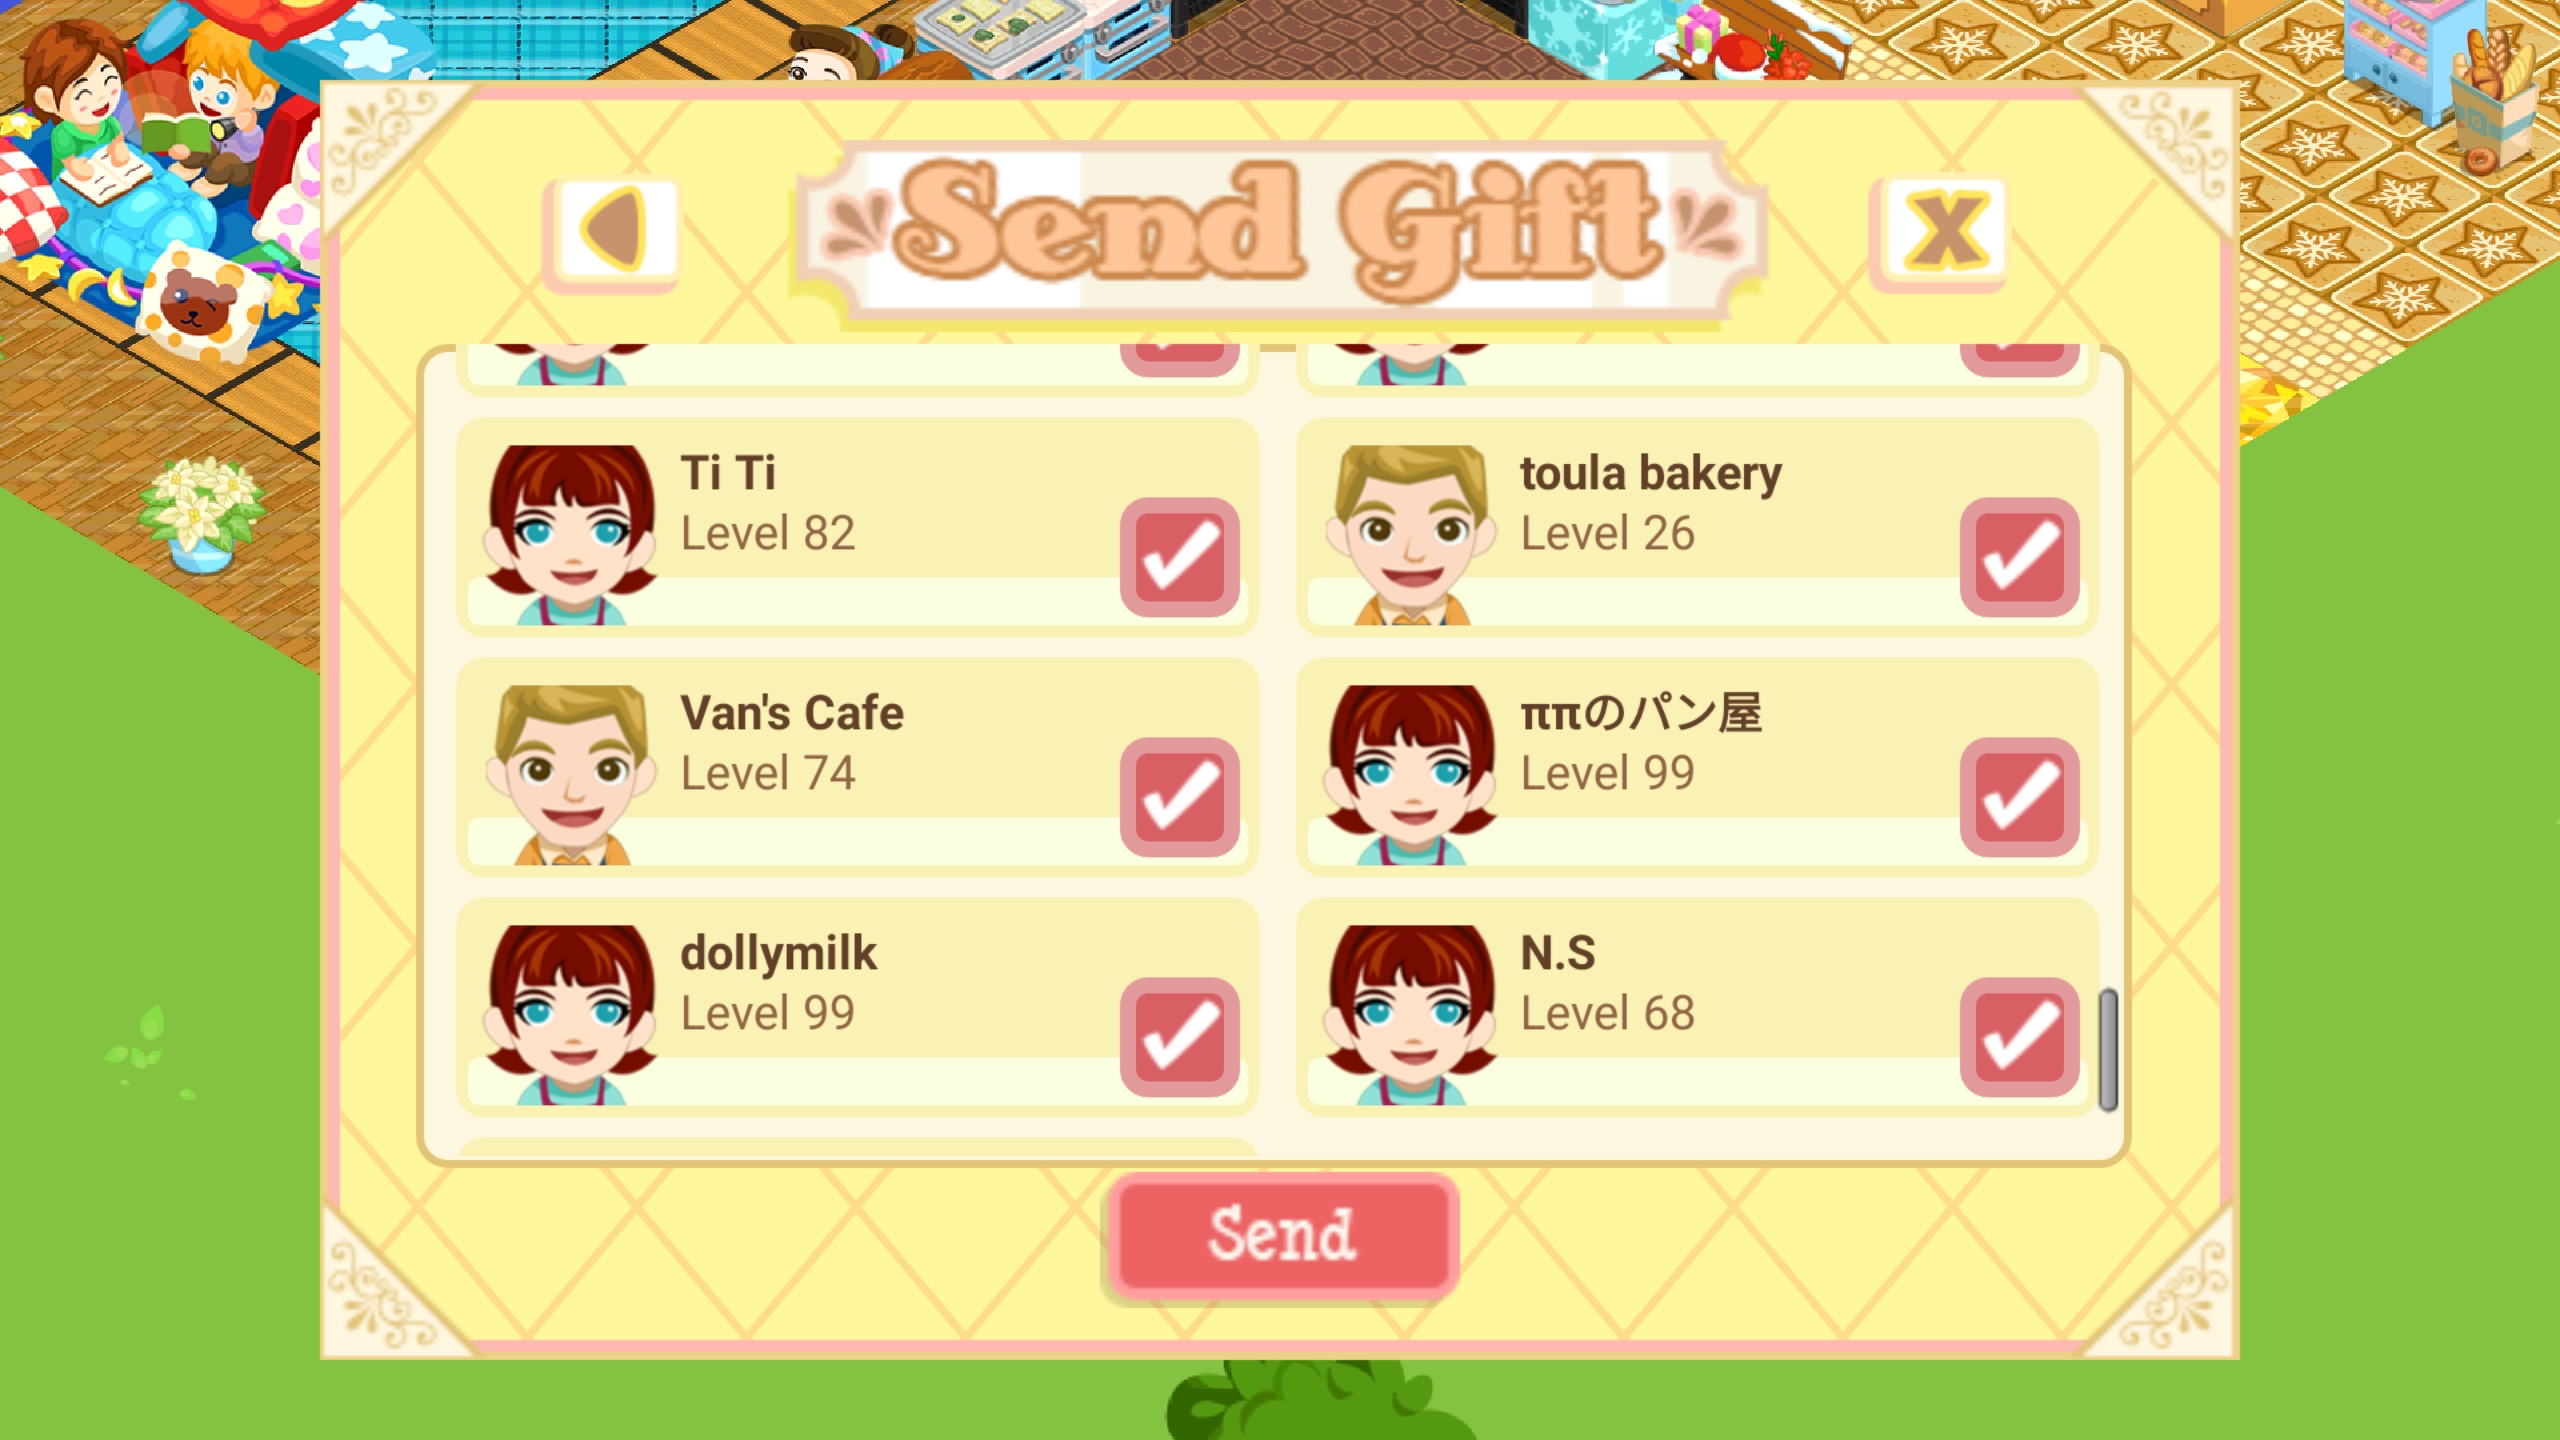 Send Gift
Ti Ti
Level 82
toula bakery
Level 26
Van's Cafe
Level 74
ππのパン屋
Level 99
dollymilk
Level 99
N.S
Level 68
Send